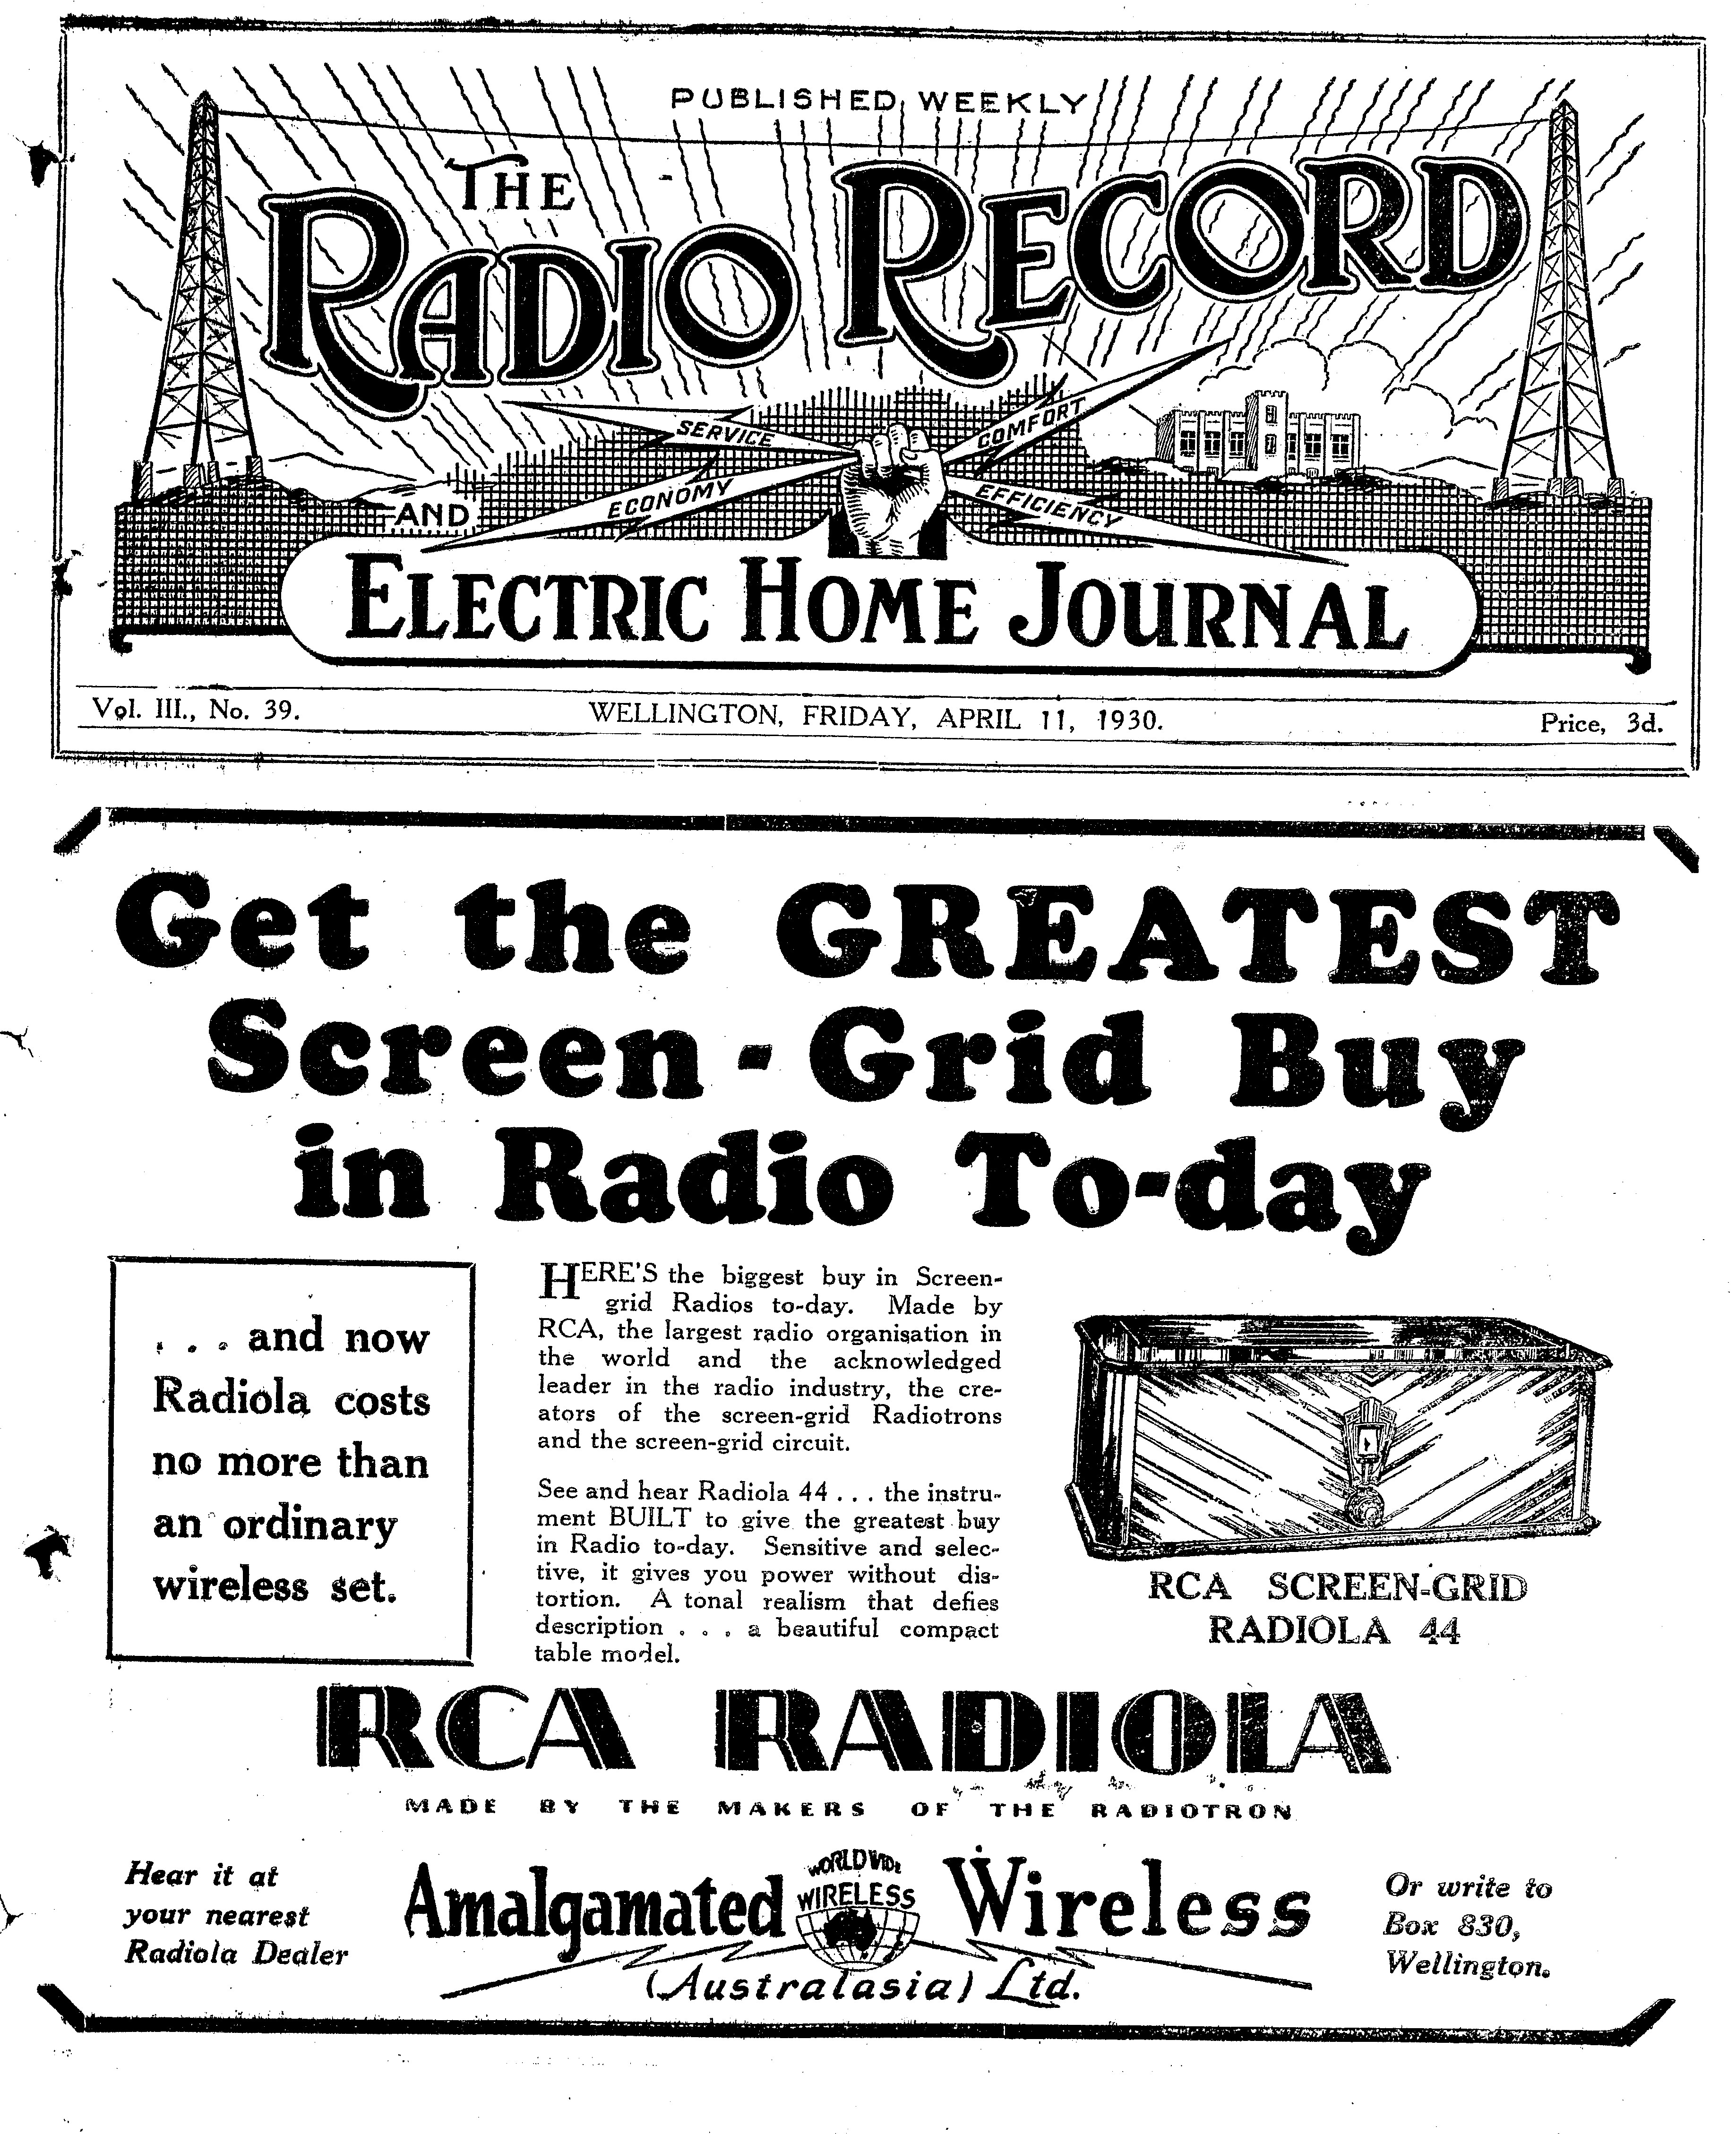 PUBLISHED WEEKLY
THE
RADIO RECORD
SERVICE
COMFORT
ECONOMY
EFFICIENCY
AND
ELECTRIC HOME JOURNAL
Vol. III., No. 39.
WELLINGTON, FRIDAY, APRIL 11, 1930.
Price, 3d.
Get the GREATEST
Screen-Grid Buy
in Radio To-day
. . . and now
Radiola costs
no more than
an ordinary
wireless set.
HERE'S the biggest buy in Screen-
grid Radios to-day. Made by
RCA, the largest radio organisation in
the world and the acknowledged
leader in the radio industry, the cre-
ators of the screen-grid Radiotrons
and the screen-grid circuit.
See and hear Radiola 44 . . . the instru-
ment BUILT to give the greatest buy
in Radio to-day. Sensitive and selec-
tive, it gives you power without dis-
tortion. A tonal realism that defies
description . . . a beautiful compact
table model.
RCA SCREEN-GRID
RADIOLA 44
RCA RADIOLA
MADE BY THE MAKERS OF THE RADIOTRON
Hear it at
your nearest
Radiola Dealer
Amalgamated Wireless
WORLD WIDE
WIRELESS
(Australasia) Ltd.
Or write to
Box 830,
Wellington.